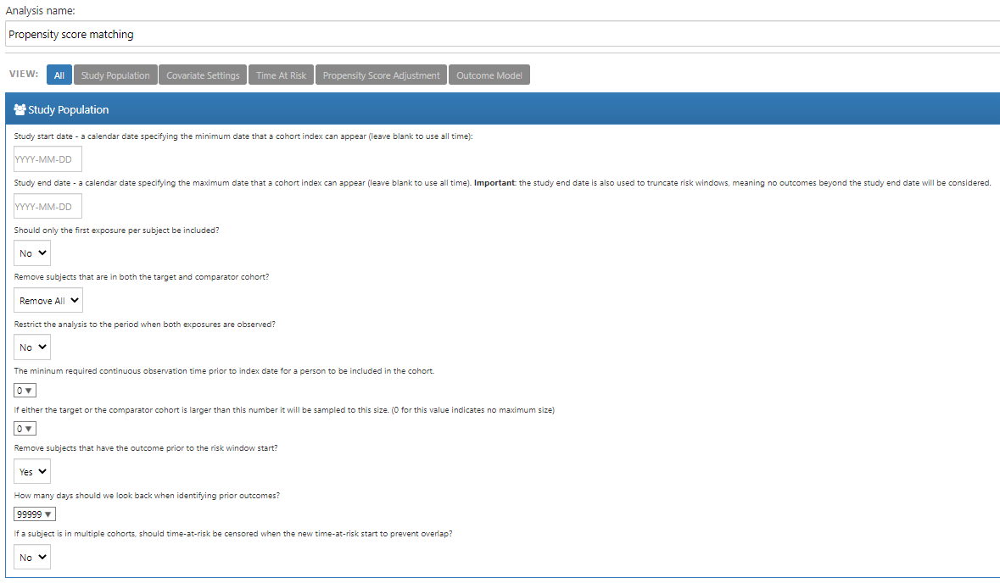 Analysis name:
Propensity score matching
VIEW: All Study Population Covariate Settings Time At Risk Propensity Score Adjustment Outcome Model
Study Population
Study start date - a calendar date specifying the minimum date that a cohort index can appear (leave blank to use all time):
YYYY-MM-DD
Study end date - a calendar date specifying the maximum date that a cohort index can appear (leave blank to use all time). Important: the study end date is also used to truncate risk windows, meaning no outcomes beyond the study end date will be considered.
YYYY-MM-DD
Should only the first exposure per subject be included?
No
Remove subjects that are in both the target and comparator cohort?
Remove All
Restrict the analysis to the period when both exposures are observed?
No
The mininum required continuous observation time prior to index date for a person to be included in the cohort.
0
If either the target or the comparator cohort is larger than this number it will be sampled to this size. (0 for this value indicates no maximum size)
0
Remove subjects that have the outcome prior to the risk window start?
Yes
How many days should we look back when identifying prior outcomes?
99999
If a subject is in multiple cohorts, should time-at-risk be censored when the new time-at-risk start to prevent overlap?
No